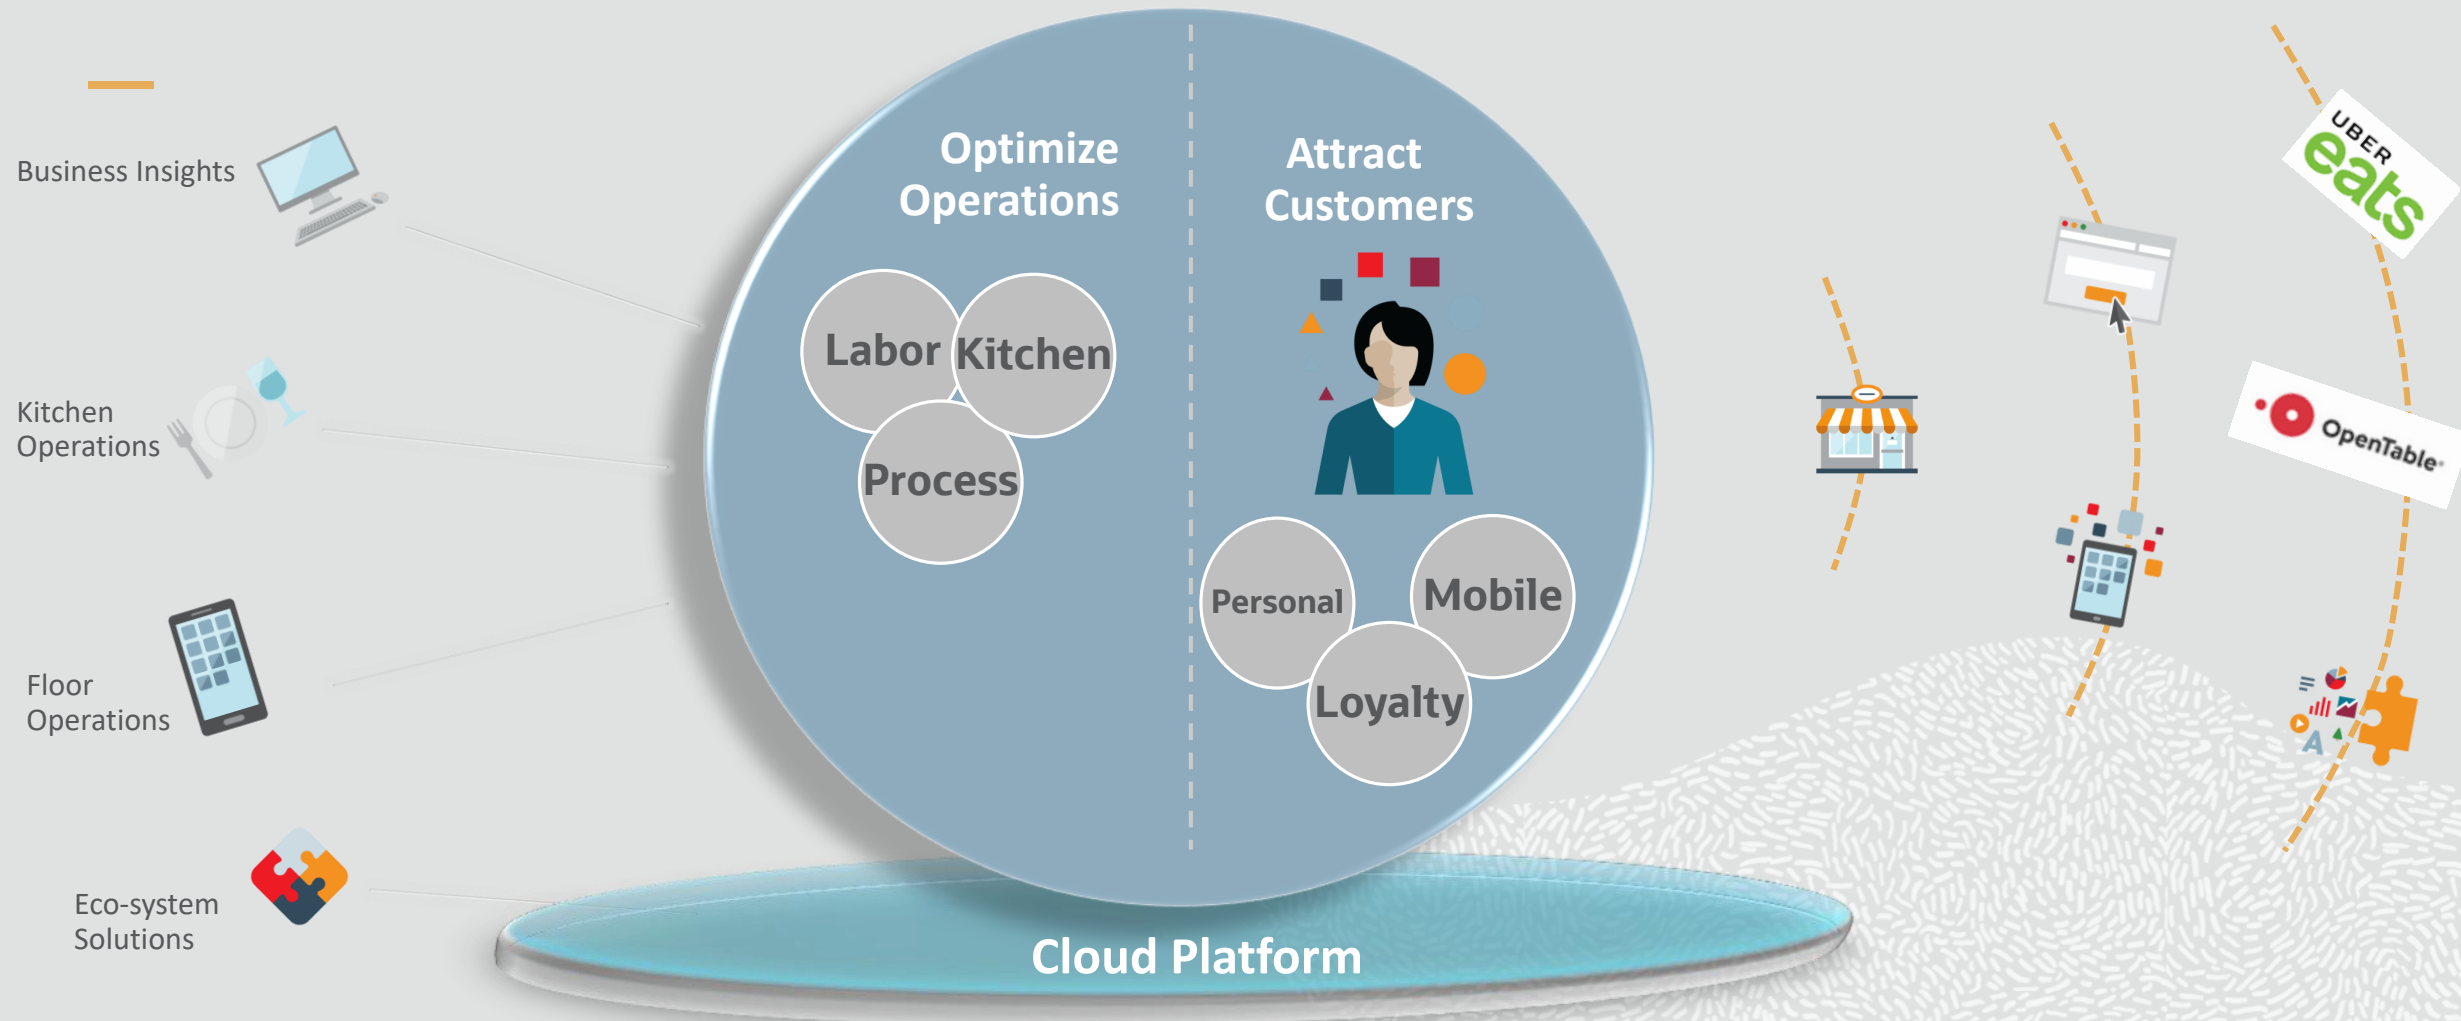 Business Insights
Kitchen
Operations
Floor
Operations
Eco-system
Solutions
Optimize
Operations
Labor
Kitchen
Process
Attract
Customers
Personal
Mobile
Loyalty
Cloud Platform
UBER
eats
OpenTable
A